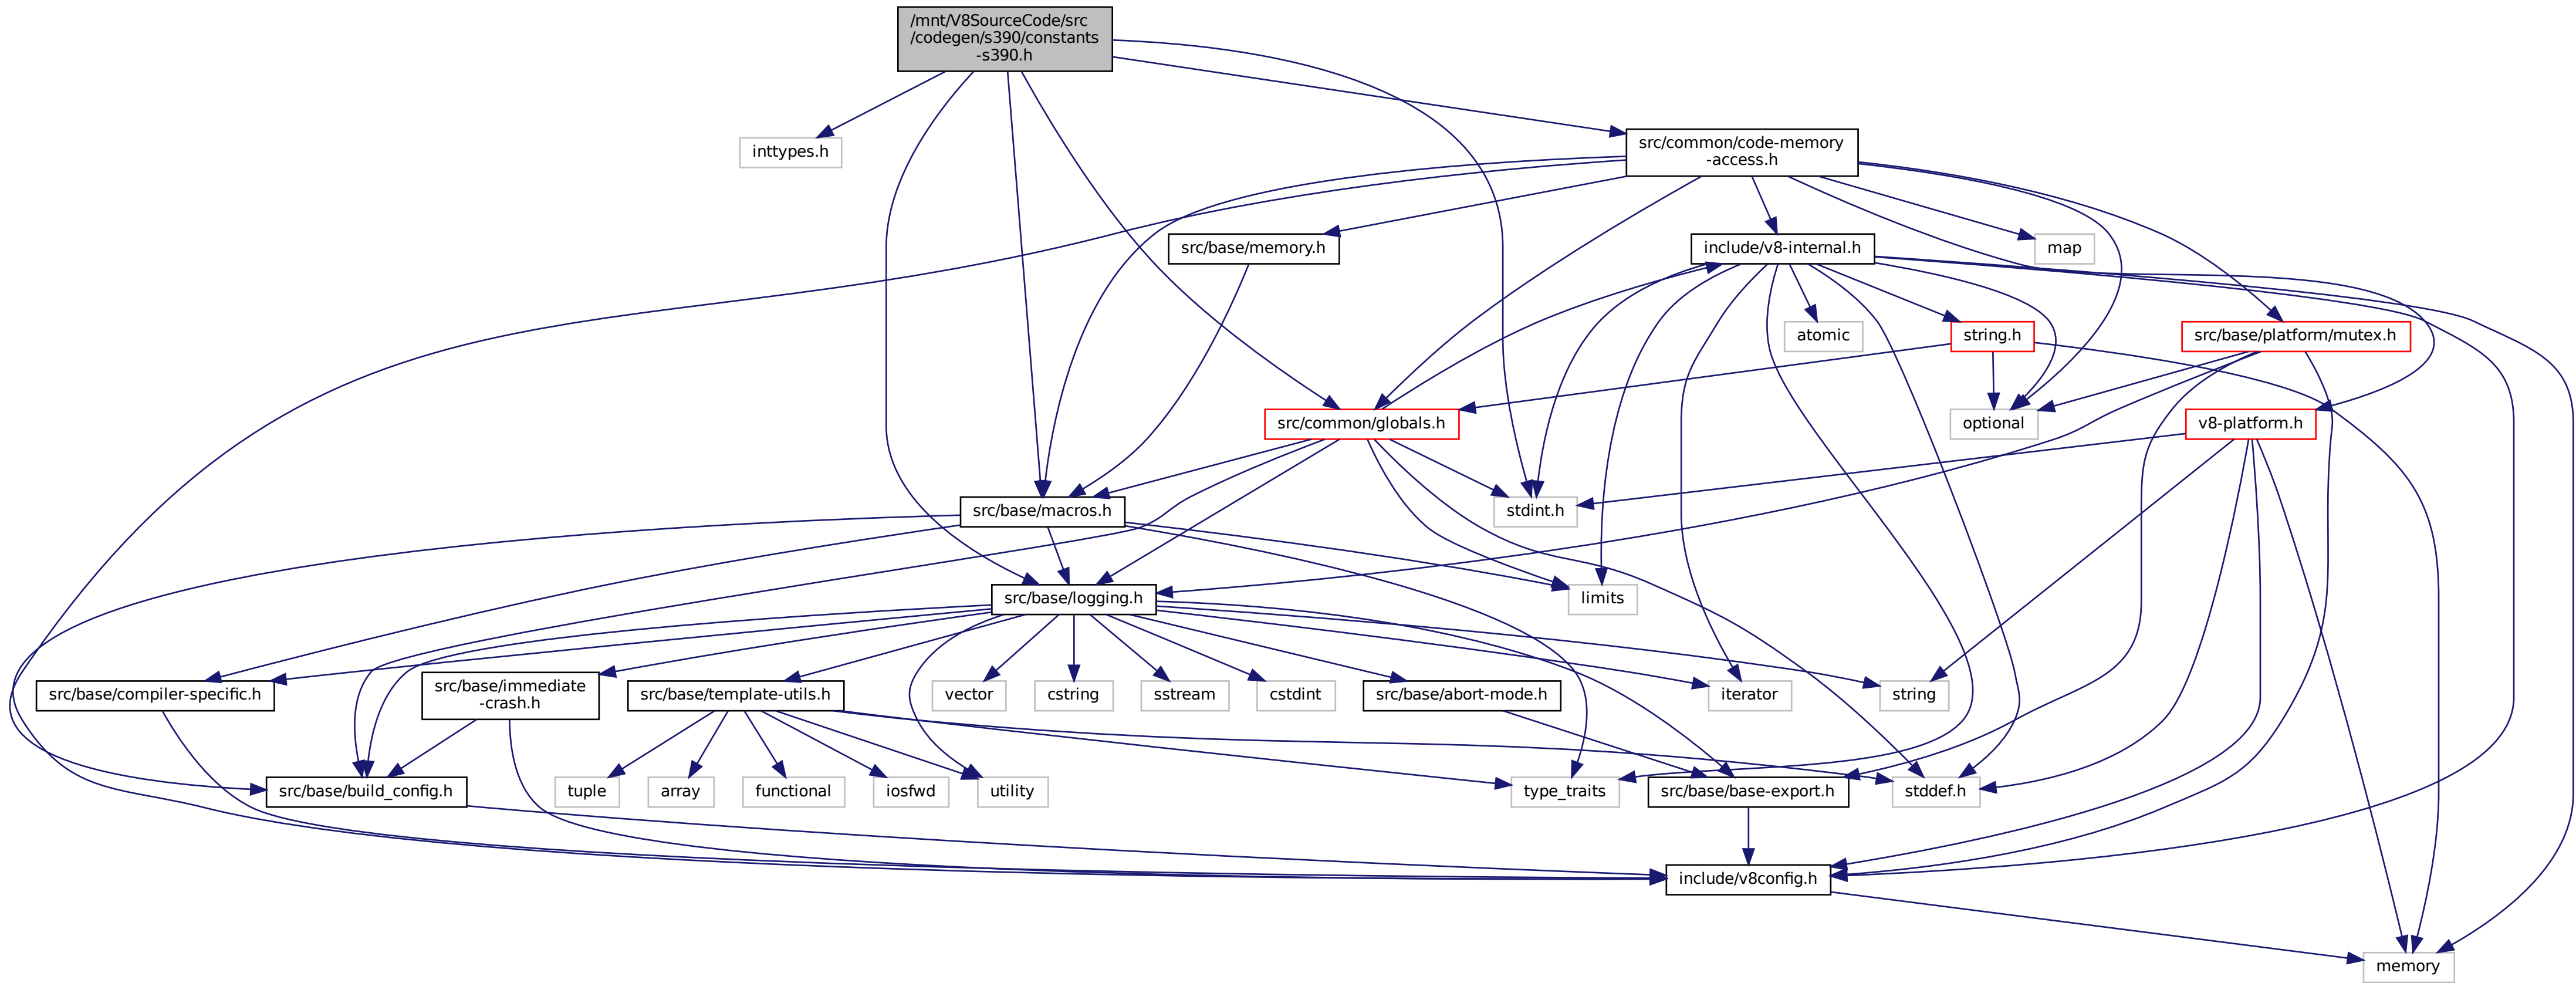 /mnt/V8SourceCode/src
/codegen/s390/constants
-s390.h
inttypes.h
src/common/code-memory
-access.h
src/base/memory.h
include/v8-internal.h
map
atomic
string.h
src/base/platform/mutex.h
src/common/globals.h
optional
v8-platform.h
src/base/macros.h
stdint.h
src/base/logging.h
limits
src/base/compiler-specific.h
src/base/immediate
-crash.h
src/base/template-utils.h
vector
cstring
sstream
cstdint
src/base/abort-mode.h
iterator
string
src/base/build_config.h
tuple
array
functional
iosfwd
utility
type_traits
src/base/base-export.h
stddef.h
include/v8config.h
memory